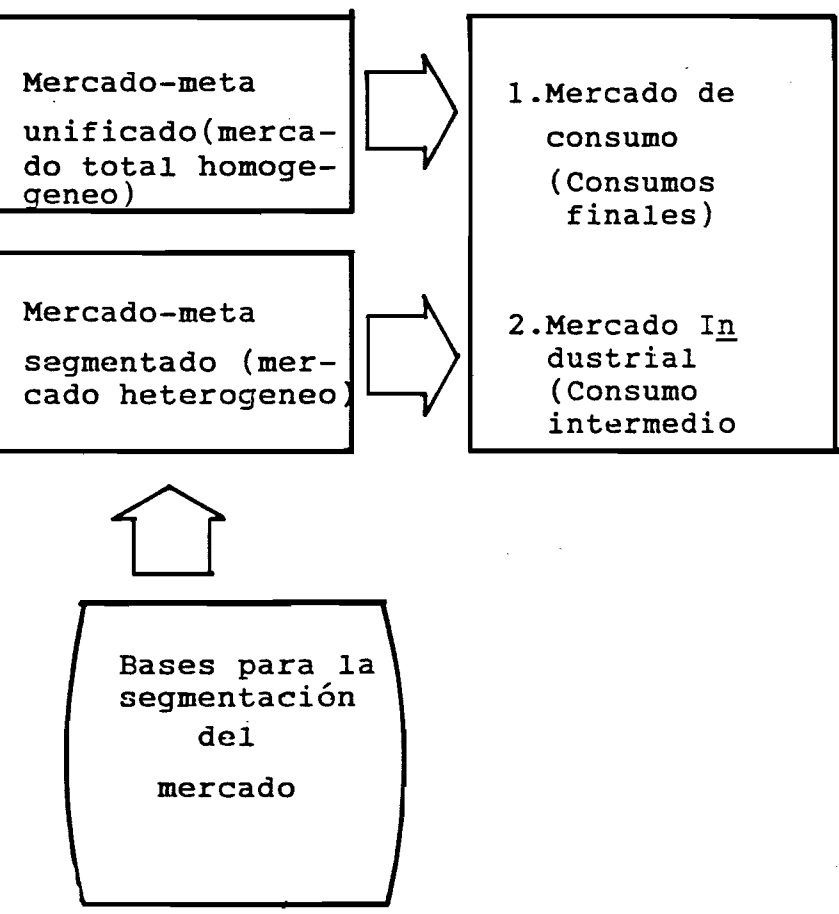 Mercado-meta
unificado(merca-
do total homoge-
geneo)
1.Mercado de
consumo
(Consumos
finales)
Mercado-meta
segmentado (mer-
cado heterogeneo)
2.Mercado In
dustrial
(Consumo
intermedio
Bases para la
segmentación
del
mercado